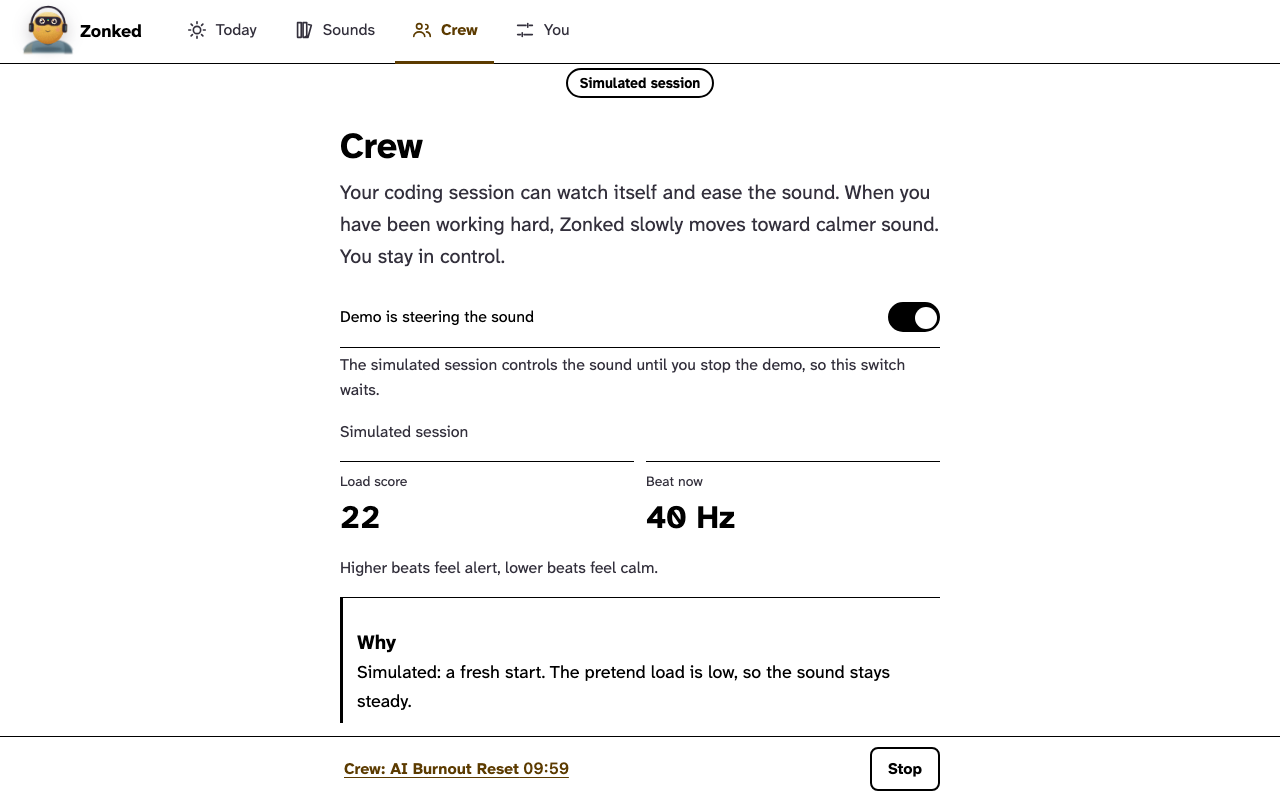 Zonked
Today
Sounds
Crew
You
Simulated session
Crew
Your coding session can watch itself and ease the sound. When you
have been working hard, Zonked slowly moves toward calmer sound.
You stay in control.
Demo is steering the sound
The simulated session controls the sound until you stop the demo, so this switch
waits.
Simulated session
Load score
22
Beat now
40 Hz
Higher beats feel alert, lower beats feel calm.
Why
Simulated: a fresh start. The pretend load is low, so the sound stays
steady.
Crew: AI Burnout Reset 09:59
Stop